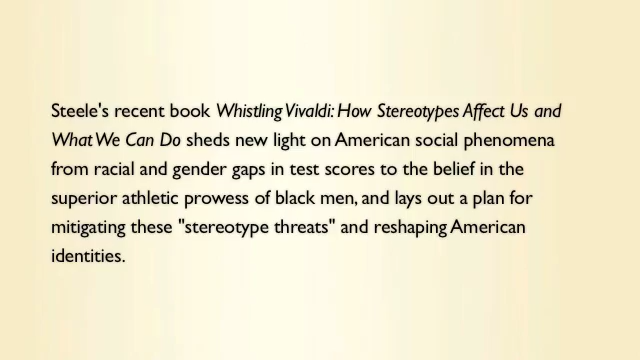 Steele's recent book Whistling Vivaldi: How Stereotypes Affect Us and
What We Can Do sheds new light on American social phenomena
from racial and gender gaps in test scores to the belief in the
superior athletic prowess of black men, and lays out a plan for
mitigating these "stereotype threats" and reshaping American
identities.